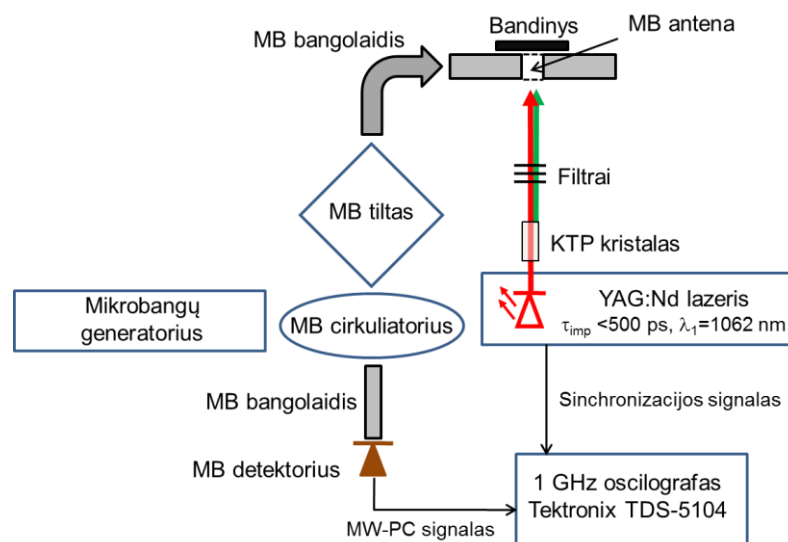 Bandinys
MB antena
MB bangolaidis
Filtrai
MB tiltas
KTP kristalas
YAG:Nd lazeris
τimp <500 ps, λ1=1062 nm
Mikrobangų
generatorius
MB cirkuliatorius
MB bangolaidis
Sinchronizacijos signalas
MB detektorius
1 GHz oscilografas
Tektronix TDS-5104
MW-PC signalas